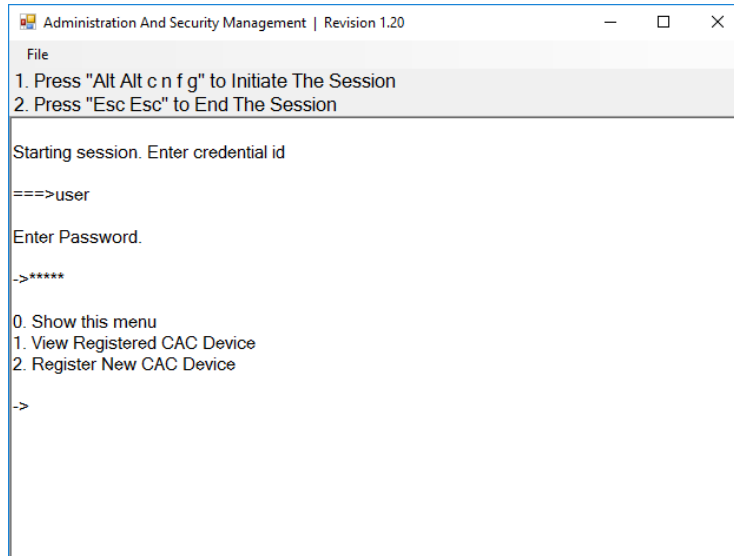 Administration And Security Management | Revision 1.20
File
1. Press "Alt Alt c n f g" to Initiate The Session
2. Press "Esc Esc" to End The Session
Starting session. Enter credential id
===>user
Enter Password.
->*****
0. Show this menu
1. View Registered CAC Device
2. Register New CAC Device
->